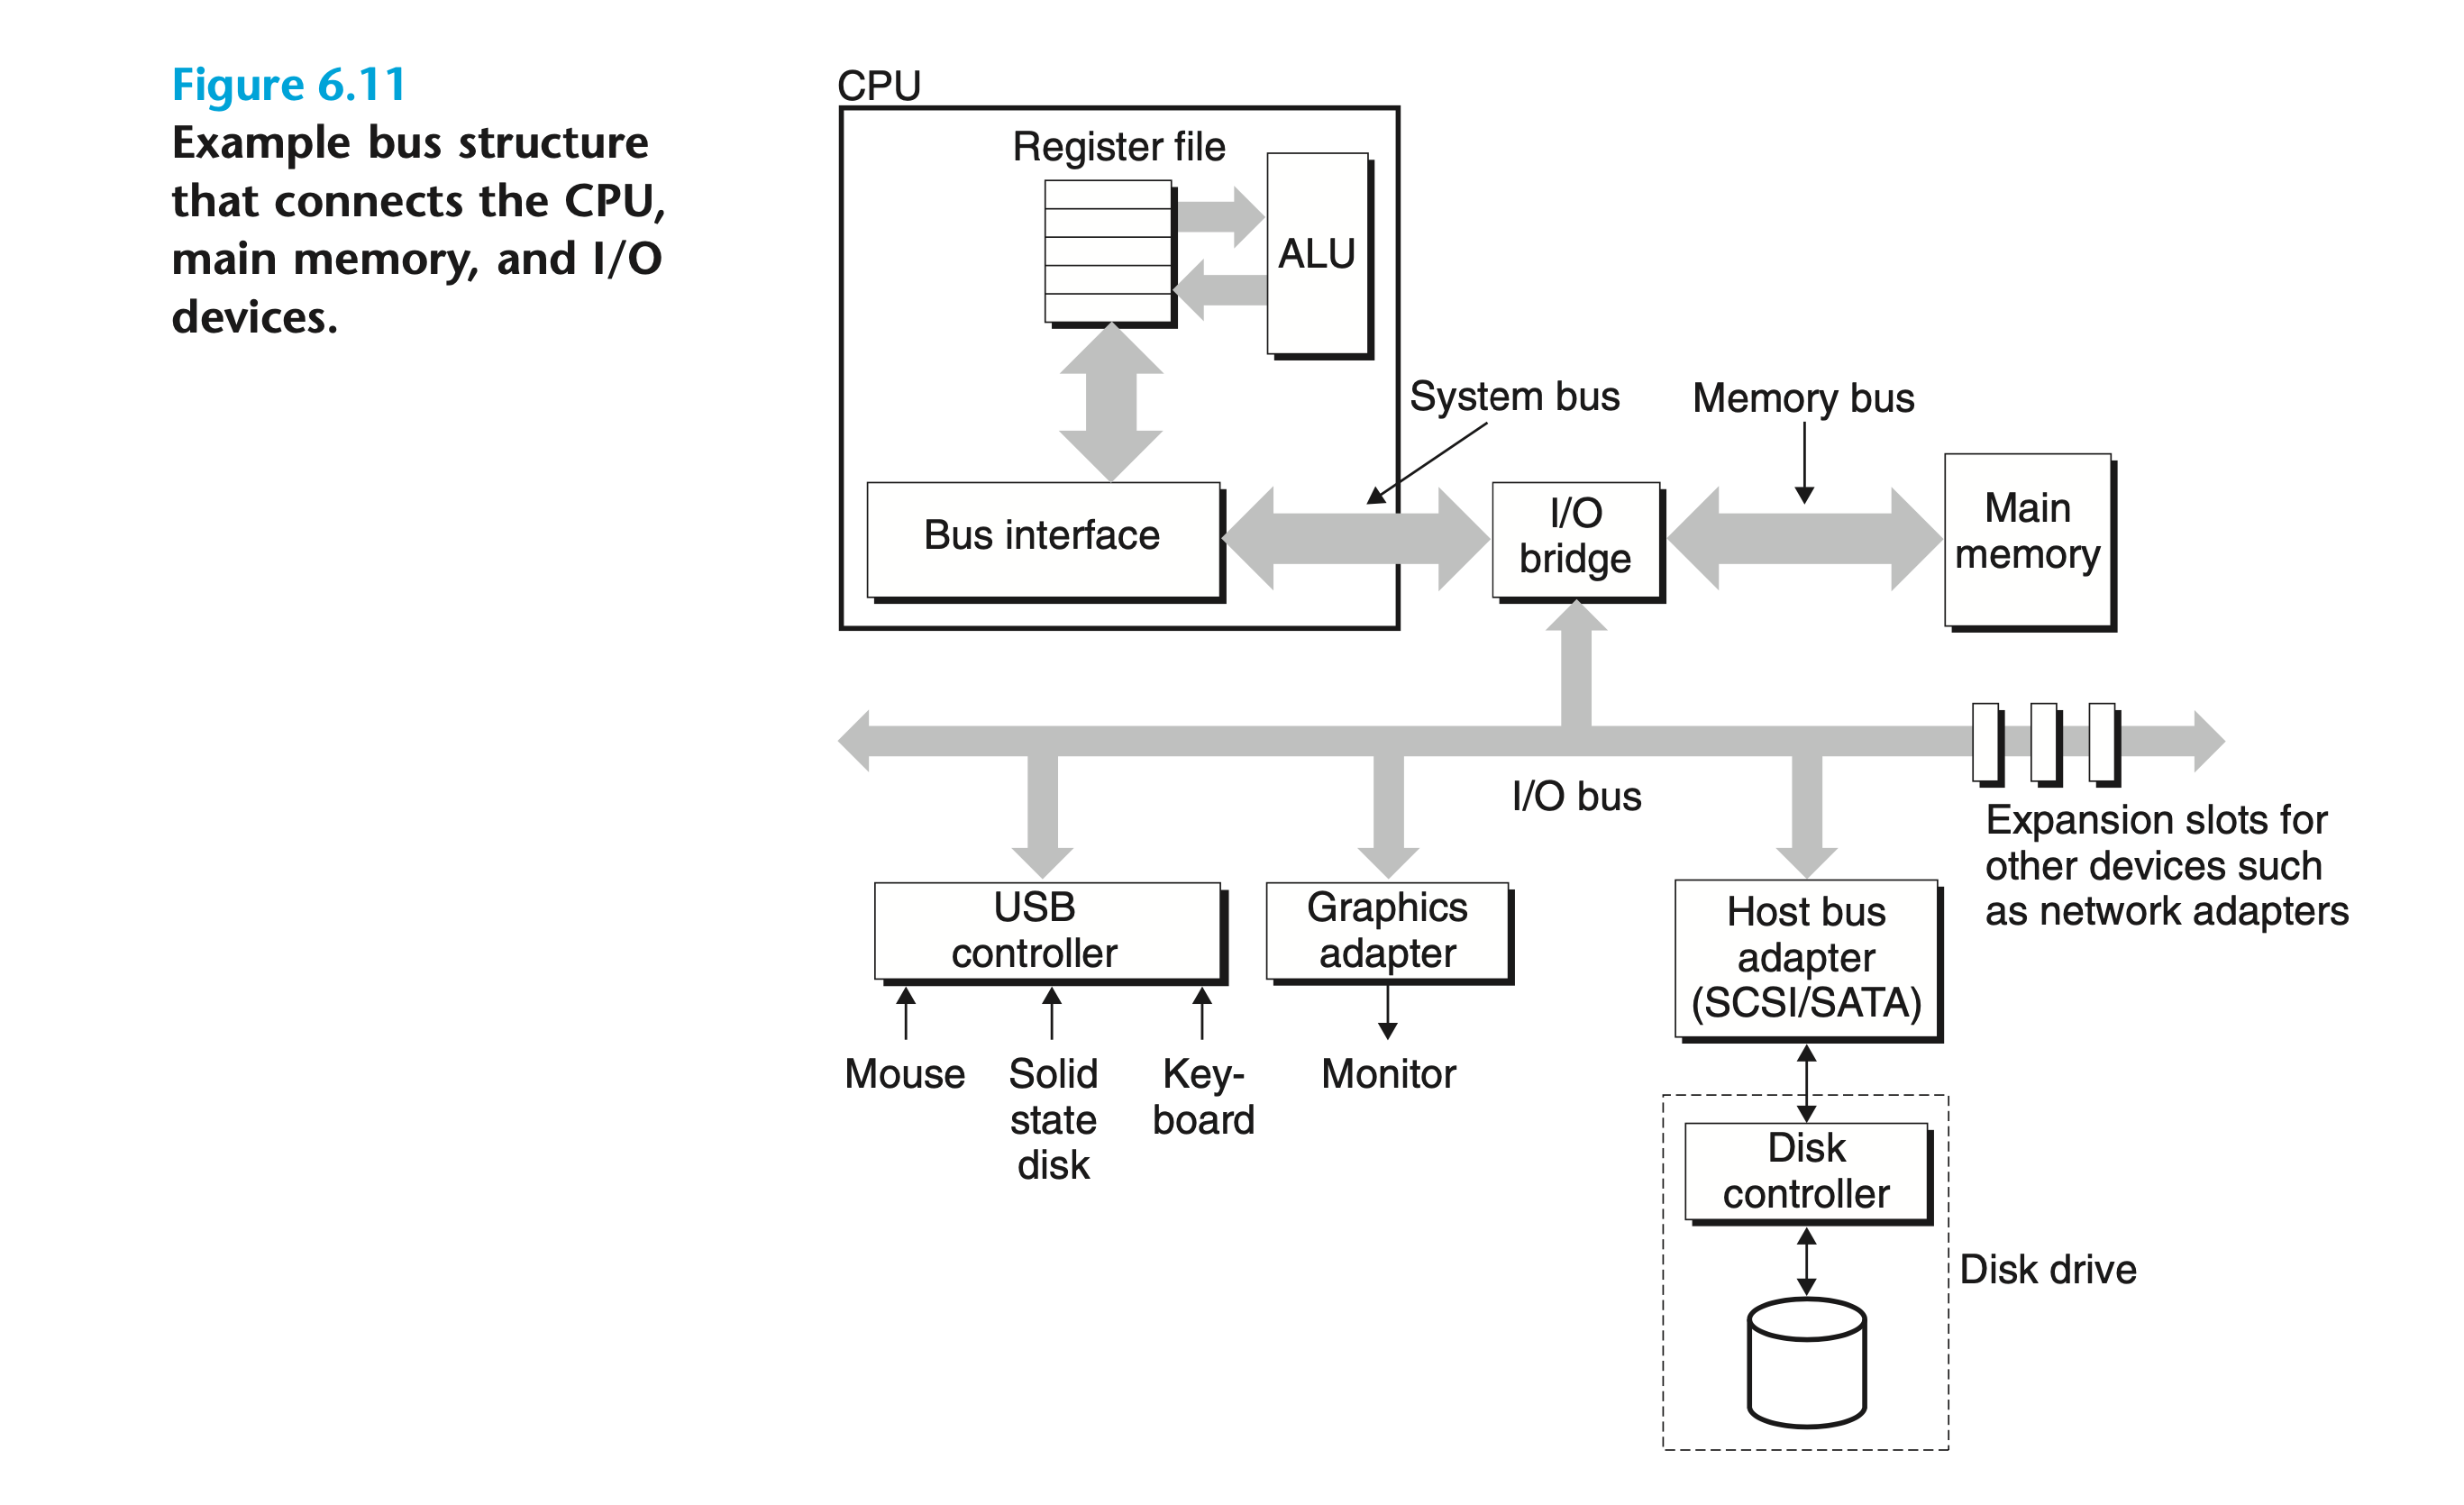 Figure 6.11
Example bus structure
that connects the CPU,
main memory, and I/O
devices.
CPU
Register file
ALU
System bus
Memory bus
Bus interface
I/O
bridge
Main
memory
I/O bus
Expansion slots for
other devices such
as network adapters
USB
controller
Graphics
adapter
Host bus
adapter
(SCSI/SATA)
Mouse
Solid
state
disk
Key-
board
Monitor
Disk
controller
Disk drive